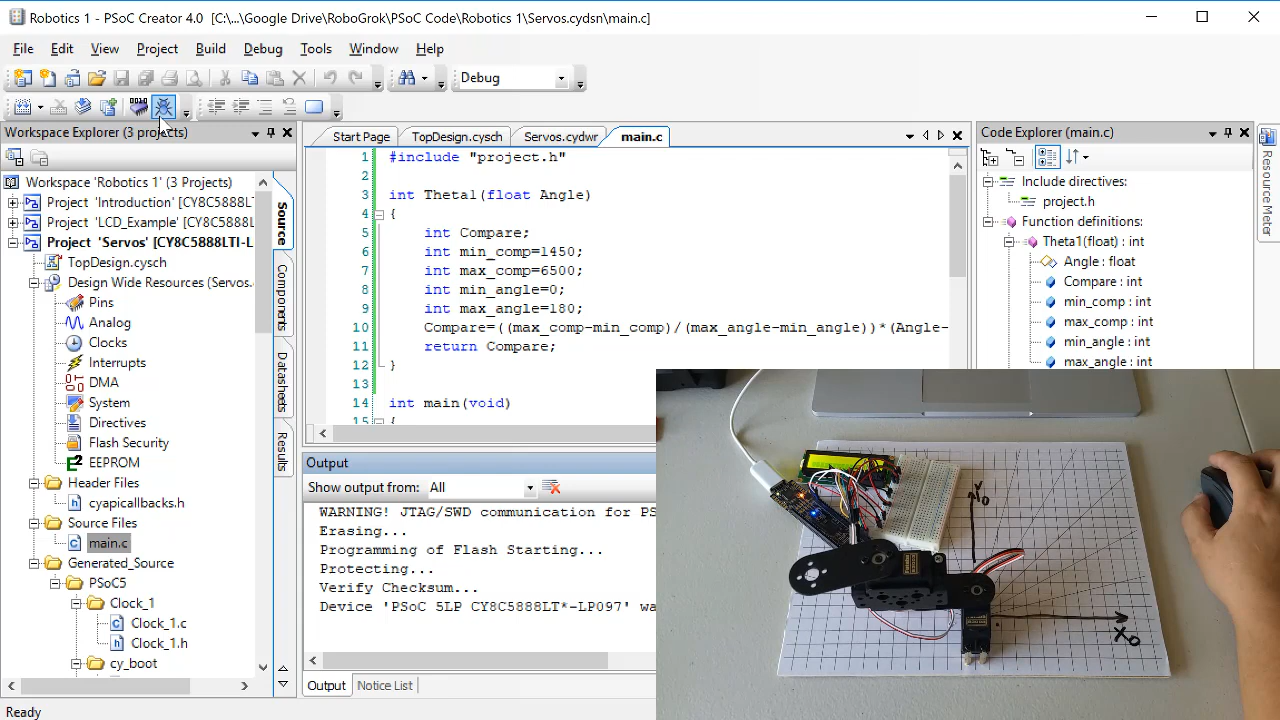 Robotics 1 - PSoC Creator 4.0 [C:\...\Google Drive\RoboGrok\PSoC Code\Robotics 1\Servos.cydsn\main.c]
File Edit View Project Build Debug Tools Window Help
Debug
Workspace Explorer (3 projects)
Workspace 'Robotics 1' (3 Projects)
Project 'Introduction' [CY8C5888LT
Project 'LCD_Example' [CY8C5888L
Project 'Servos' [CY8C5888LTI-L
TopDesign.cysch
Design Wide Resources (Servos.
Pins
Analog
Clocks
Interrupts
DMA
System
Directives
Flash Security
EEPROM
Header Files
cyapicallbacks.h
Source Files
main.c
Generated_Source
PSoC5
Clock_1
Clock_1.c
Clock_1.h
cy_boot
Source
Components
Datasheets
Results
Start Page TopDesign.cysch Servos.cydwr main.c
1 #include "project.h"
2
3 int Theta1(float Angle)
4 {
5 int Compare;
6 int min_comp=1450;
7 int max_comp=6500;
8 int min_angle=0;
9 int max_angle=180;
10 Compare=((max_comp-min_comp)/(max_angle-min_angle))*(Angle-
11 return Compare;
12 }
13
14 int main(void)
15 {
Output
Show output from: All
WARNING! JTAG/SWD communication for PS
Erasing...
Programming of Flash Starting...
Protecting...
Verify Checksum...
Device 'PSoC 5LP CY8C5888LT*-LP097' wa
Output Notice List
Code Explorer (main.c)
Include directives:
project.h
Function definitions:
Theta1(float) : int
Angle : float
Compare : int
min_comp : int
max_comp : int
min_angle : int
max_angle : int
Resource Meter
Y0
X0
Ready